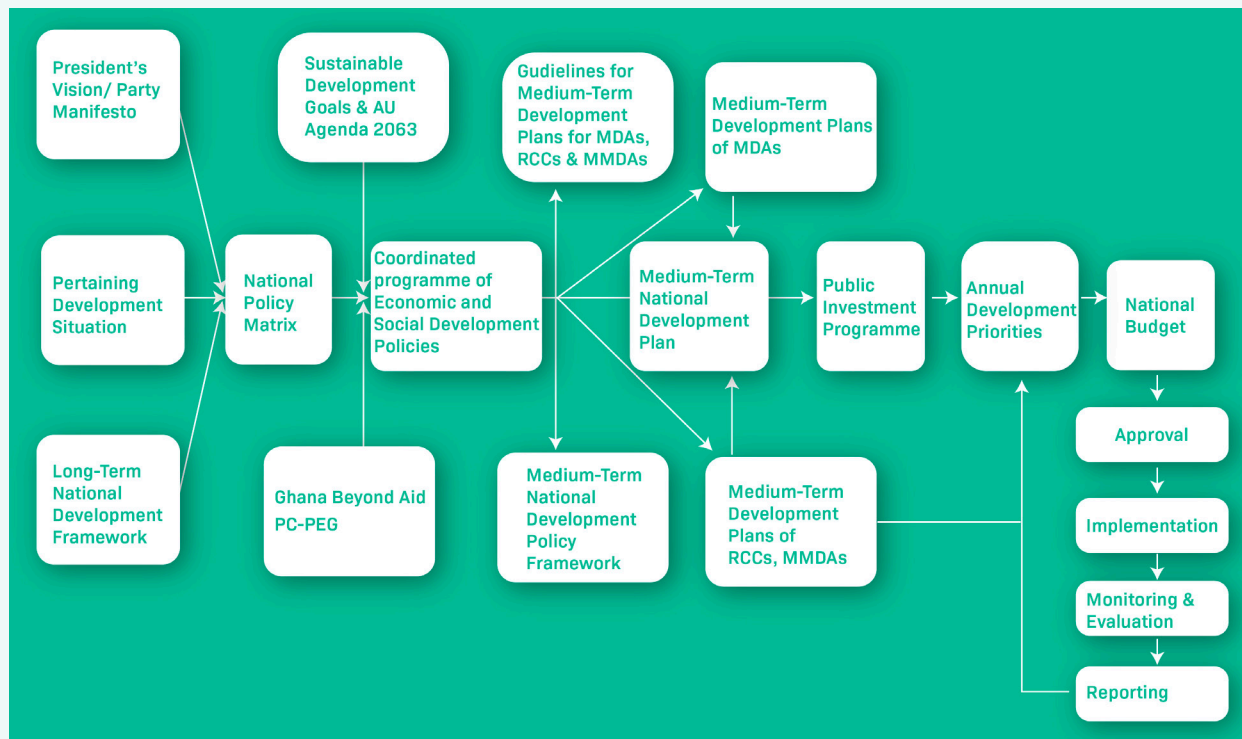 President's
Vision/ Party
Manifesto
Sustainable
Development
Goals & AU
Agenda 2063
Gudielines for
Medium-Term
Development
Plans for MDAs,
RCCs & MMDAs
Medium-Term
Development Plans
of MDAs
Pertaining
Development
Situation
National
Policy
Matrix
Coordinated
programme of
Economic and
Social Development
Policies
Medium-Term
National
Development
Plan
Public
Investment
Programme
Annual
Development
Priorities
National
Budget
Long-Term
National
Development
Framework
Ghana Beyond Aid
PC-PEG
Medium-Term
National
Development
Policy
Framework
Medium-Term
Development
Plans of
RCCs, MMDAs
Approval
Implementation
Monitoring &
Evaluation
Reporting